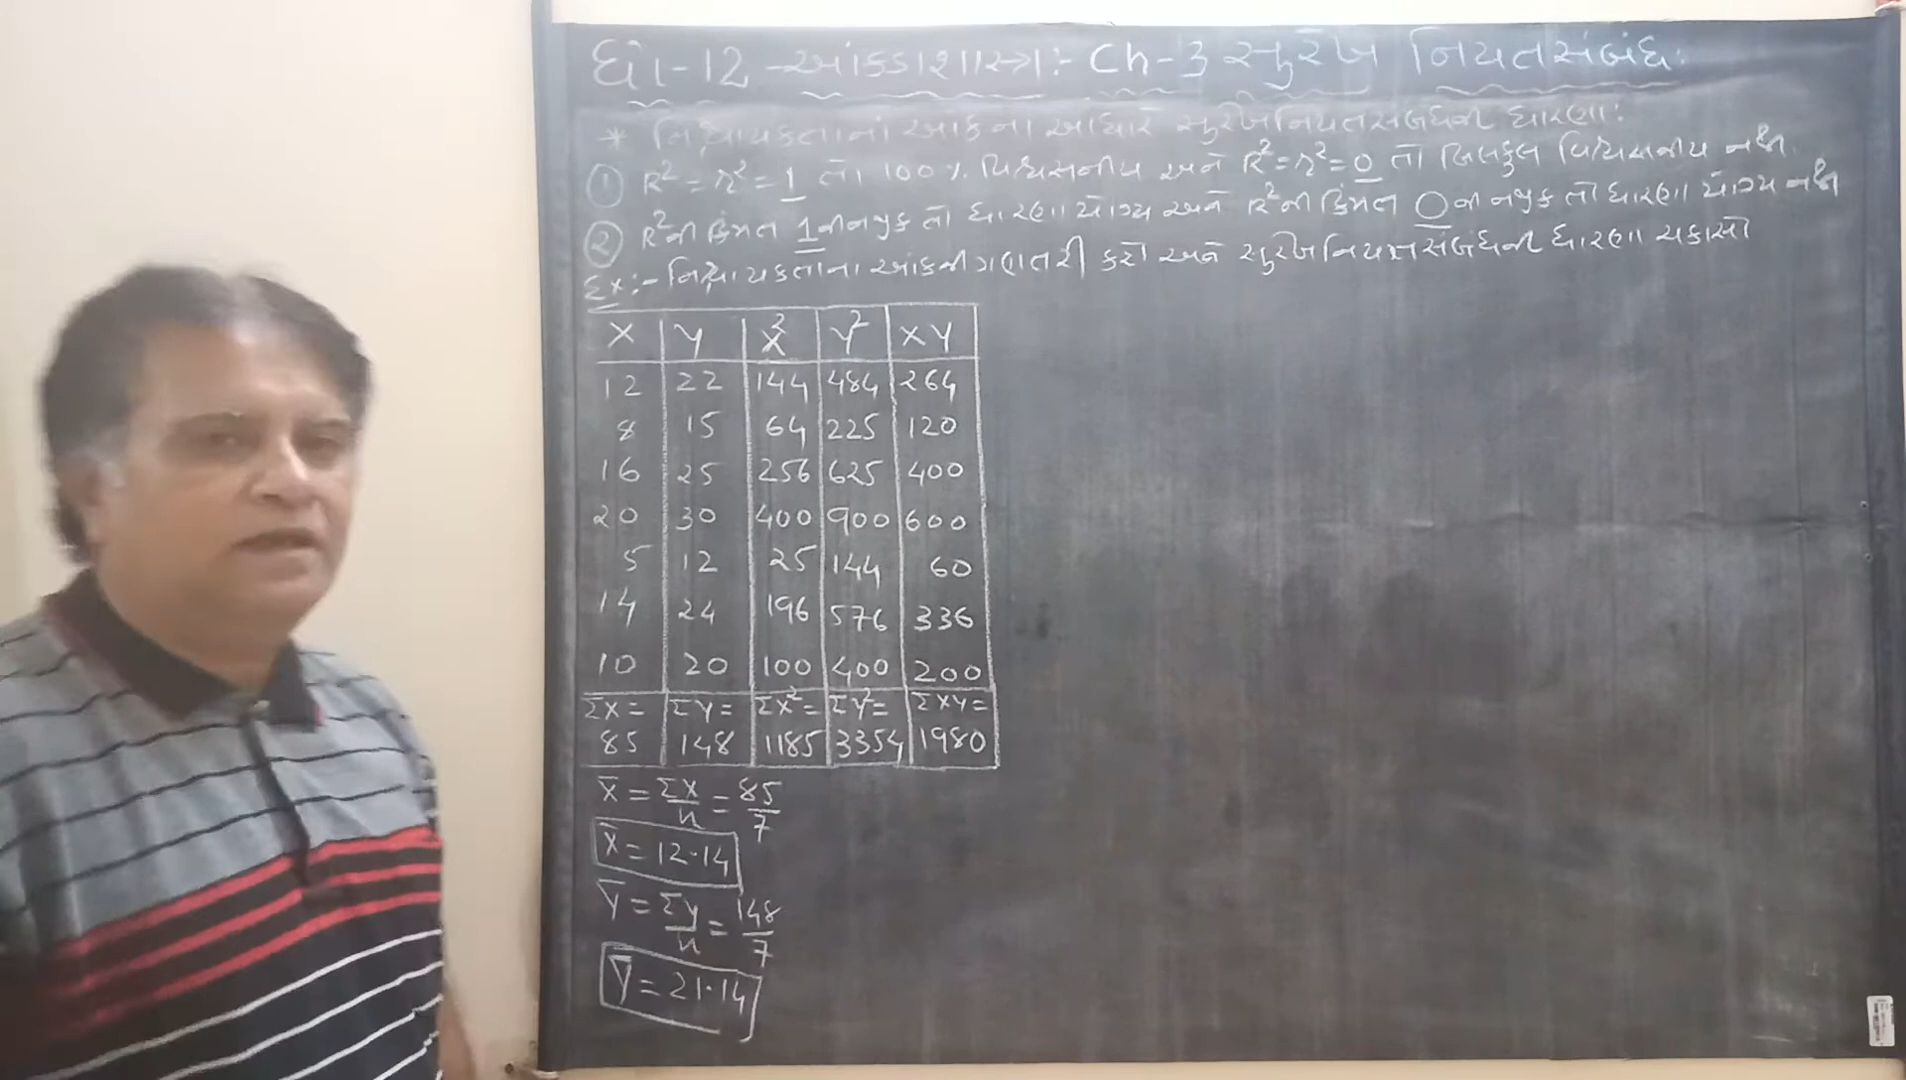 ધો-12 - આંકડાશાસ્ત્ર :- Ch-3 સુરેખ નિયતસંબંધ :
* નિશ્ચાયકતાના આંકના આધારે સુરેખ નિયતસંબંધની ધારણા :
① R² = r² = 1 તો 100 % વિશ્વસનીય અને R² = r² = 0 તો બિલકુલ વિશ્વસનીય નથી.
② R²ની કિંમત 1ની નજીક તો ધારણા યોગ્ય અને R²ની કિંમત 0ની નજીક તો ધારણા યોગ્ય નથી
Ex :- નિશ્ચાયકતાના આંકની ગણતરી કરો અને સુરેખ નિયતસંબંધની ધારણા ચકાસો
X Y X² Y² XY
12 22 144 484 264
8 15 64 225 120
16 25 256 625 400
20 30 400 900 600
5 12 25 144 60
14 24 196 576 336
10 20 100 400 200
ΣX = ΣY = ΣX² = ΣY² = ΣXY =
85 148 1185 3354 1980
X̄ = ΣX/n = 85/7
X̄ = 12.14
Ȳ = ΣY/n = 148/7
Ȳ = 21.14